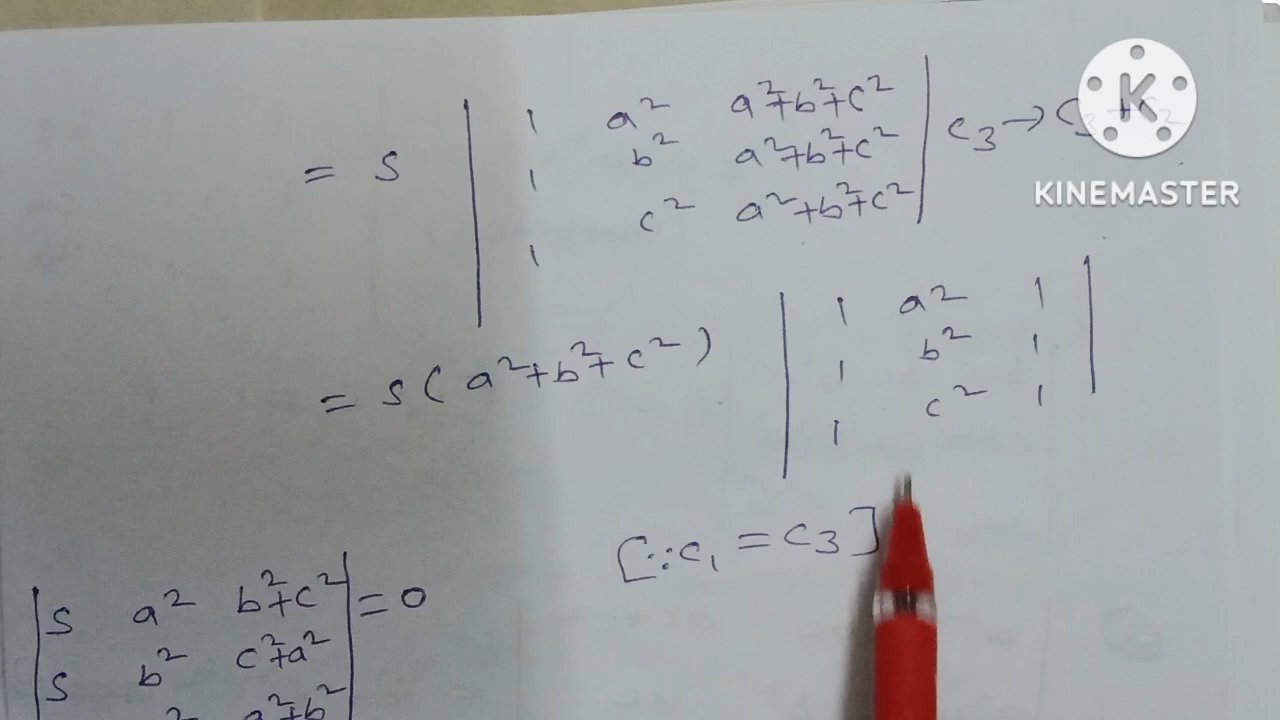 = S | 1 a² a²+b²+c² | C₃→C₃+C₂
| 1 b² a²+b²+c² |
| 1 c² a²+b²+c² |
KINEMASTER
= S(a²+b²+c²) | 1 a² 1 |
| 1 b² 1 |
| 1 c² 1 |
[∵C₁ = C₃]
| S a² b²+c² | = 0
| S b² c²+a² |
a²+b²